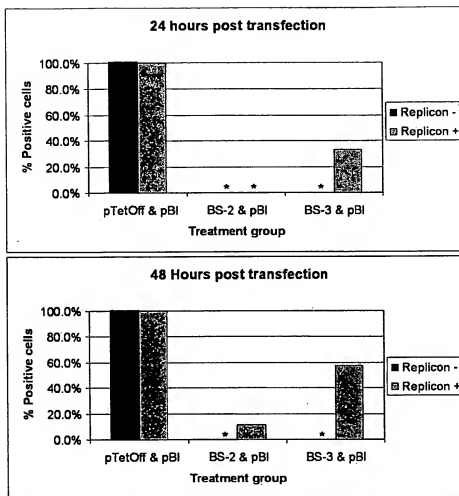 24 hours post transfection
% Positive cells
100.0%
80.0%
60.0%
40.0%
20.0%
0.0%
* * *
pTetOff & pBI BS-2 & pBI BS-3 & pBI
Treatment group
Replicon -
Replicon +
48 Hours post transfection
% Positive cells
100.0%
80.0%
60.0%
40.0%
20.0%
0.0%
* *
pTetOff & pBI BS-2 & pBI BS-3 & pBI
Treatment group
Replicon -
Replicon +